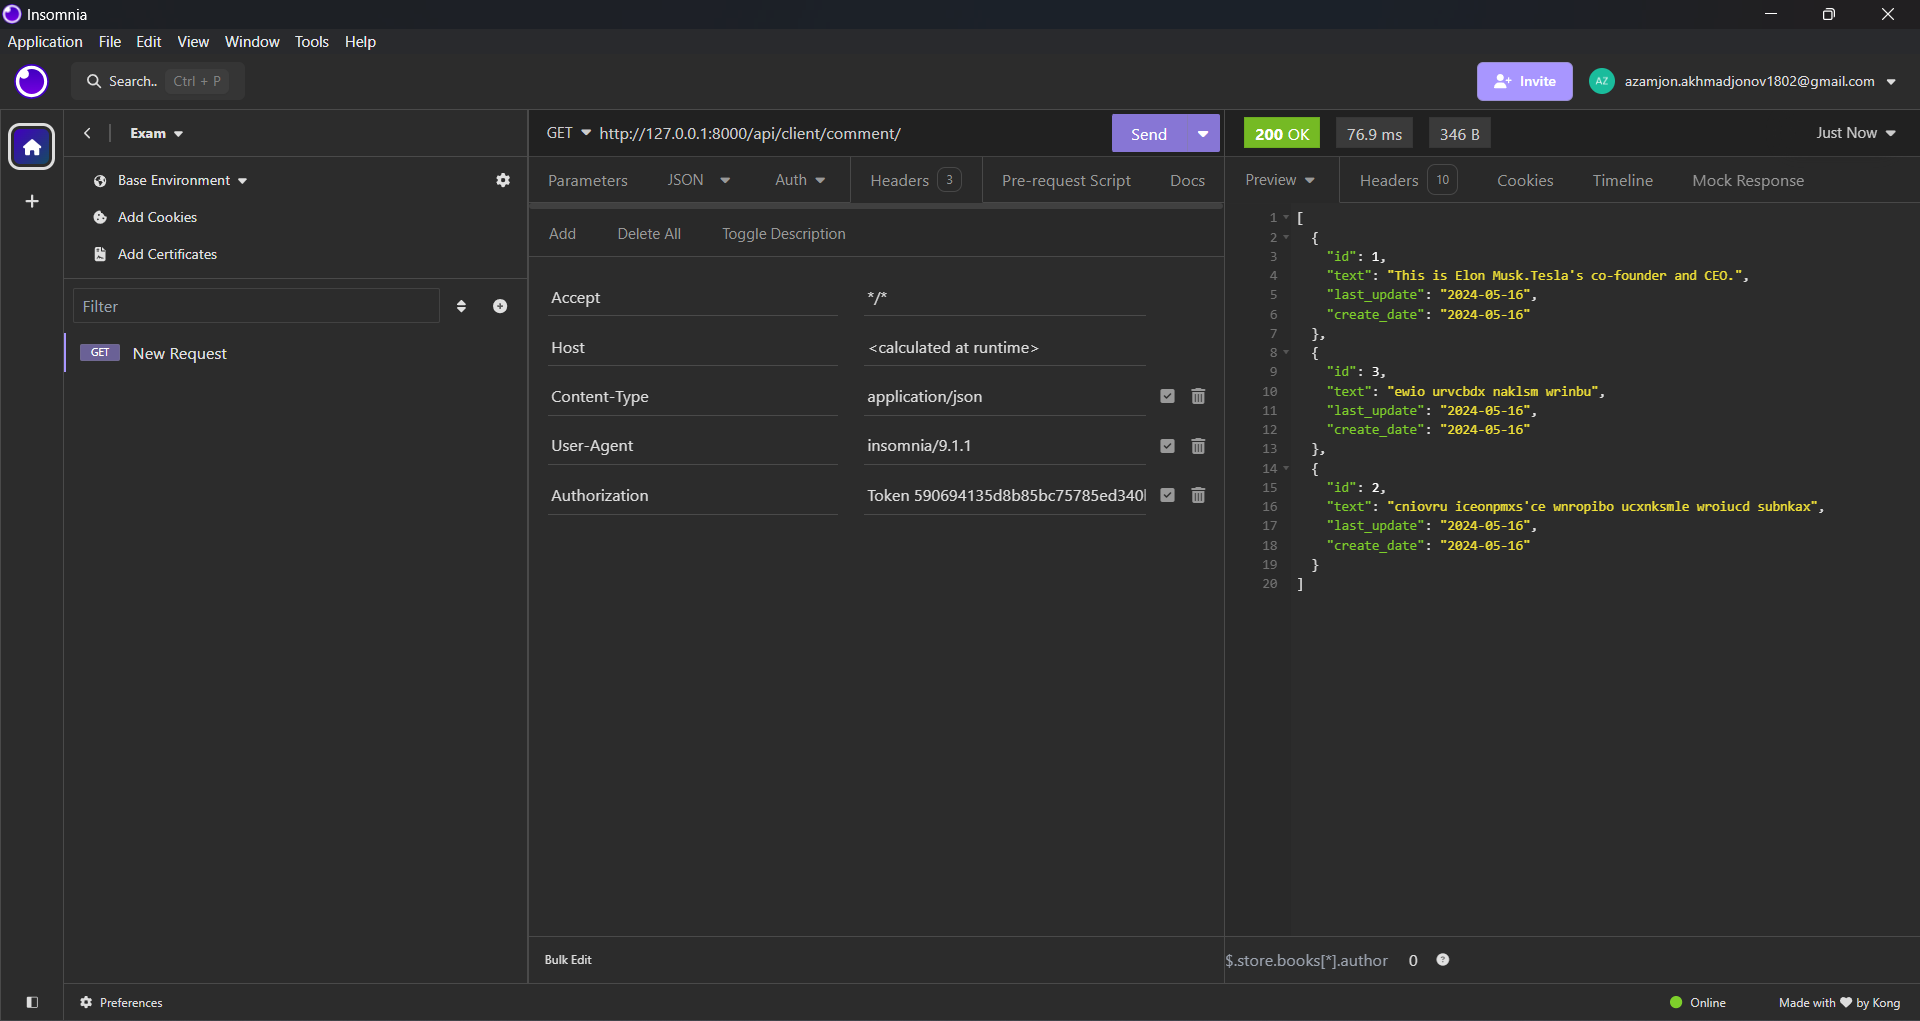 Insomnia
Application File Edit View Window Tools Help
Search.. Ctrl + P
Invite
AZ azamjon.akhmadjonov1802@gmail.com
Exam
Base Environment
Add Cookies
Add Certificates
Filter
GET New Request
GET http://127.0.0.1:8000/api/client/comment/ Send
Parameters JSON Auth Headers 3 Pre-request Script Docs
Add Delete All Toggle Description
Accept */*
Host <calculated at runtime>
Content-Type application/json
User-Agent insomnia/9.1.1
Authorization Token 590694135d8b85bc75785ed340
Bulk Edit
200 OK 76.9 ms 346 B Just Now
Preview Headers 10 Cookies Timeline Mock Response
1 [
2 {
3 "id": 1,
4 "text": "This is Elon Musk.Tesla's co-founder and CEO.",
5 "last_update": "2024-05-16",
6 "create_date": "2024-05-16"
7 },
8 {
9 "id": 3,
10 "text": "ewio urvcbdx naklsm wrinbu",
11 "last_update": "2024-05-16",
12 "create_date": "2024-05-16"
13 },
14 {
15 "id": 2,
16 "text": "cniovru iceonpmxs'ce wnropibo ucxnksmle wroiucd subnkax",
17 "last_update": "2024-05-16",
18 "create_date": "2024-05-16"
19 }
20 ]
$.store.books[*].author 0 ?
Preferences
Online Made with ♥ by Kong